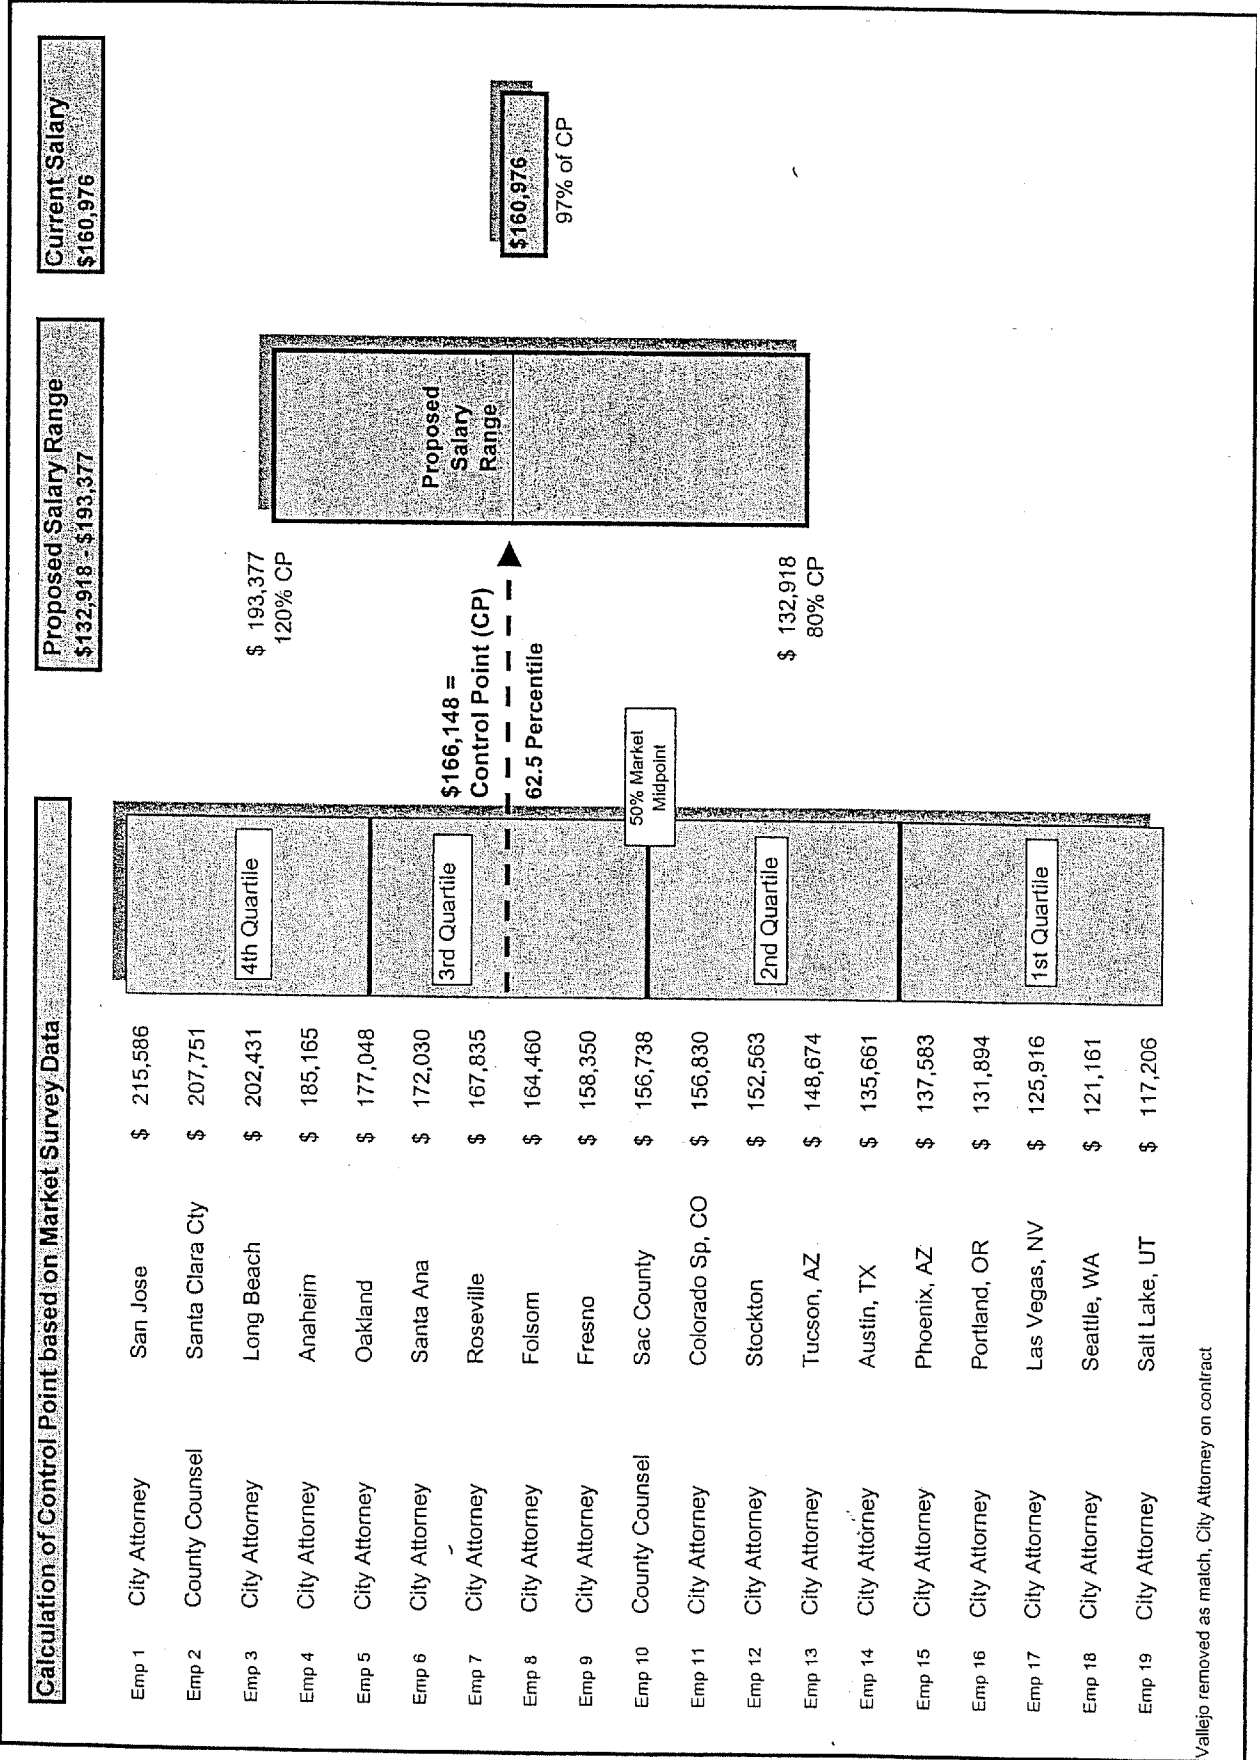 Calculation of Control Point based on Market Survey Data
Proposed Salary Range
$132,918 - $193,377
Current Salary
$160,976
Emp 1 City Attorney San Jose $ 215,586
Emp 2 County Counsel Santa Clara Cty $ 207,751
Emp 3 City Attorney Long Beach $ 202,431
Emp 4 City Attorney Anaheim $ 185,165
Emp 5 City Attorney Oakland $ 177,048
Emp 6 City Attorney Santa Ana $ 172,030
Emp 7 City Attorney Roseville $ 167,835
Emp 8 City Attorney Folsom $ 164,460
Emp 9 City Attorney Fresno $ 158,350
Emp 10 County Counsel Sac County $ 156,738
Emp 11 City Attorney Colorado Sp, CO $ 156,830
Emp 12 City Attorney Stockton $ 152,563
Emp 13 City Attorney Tucson, AZ $ 148,674
Emp 14 City Attorney Austin, TX $ 135,661
Emp 15 City Attorney Phoenix, AZ $ 137,583
Emp 16 City Attorney Portland, OR $ 131,894
Emp 17 City Attorney Las Vegas, NV $ 125,916
Emp 18 City Attorney Seattle, WA $ 121,161
Emp 19 City Attorney Salt Lake, UT $ 117,206
4th Quartile
3rd Quartile
2nd Quartile
1st Quartile
50% Market
Midpoint
$166,148 =
Control Point (CP)
62.5 Percentile
$ 193,377
120% CP
$ 132,918
80% CP
Proposed
Salary
Range
$160,976
97% of CP
Vallejo removed as match, City Attorney on contract